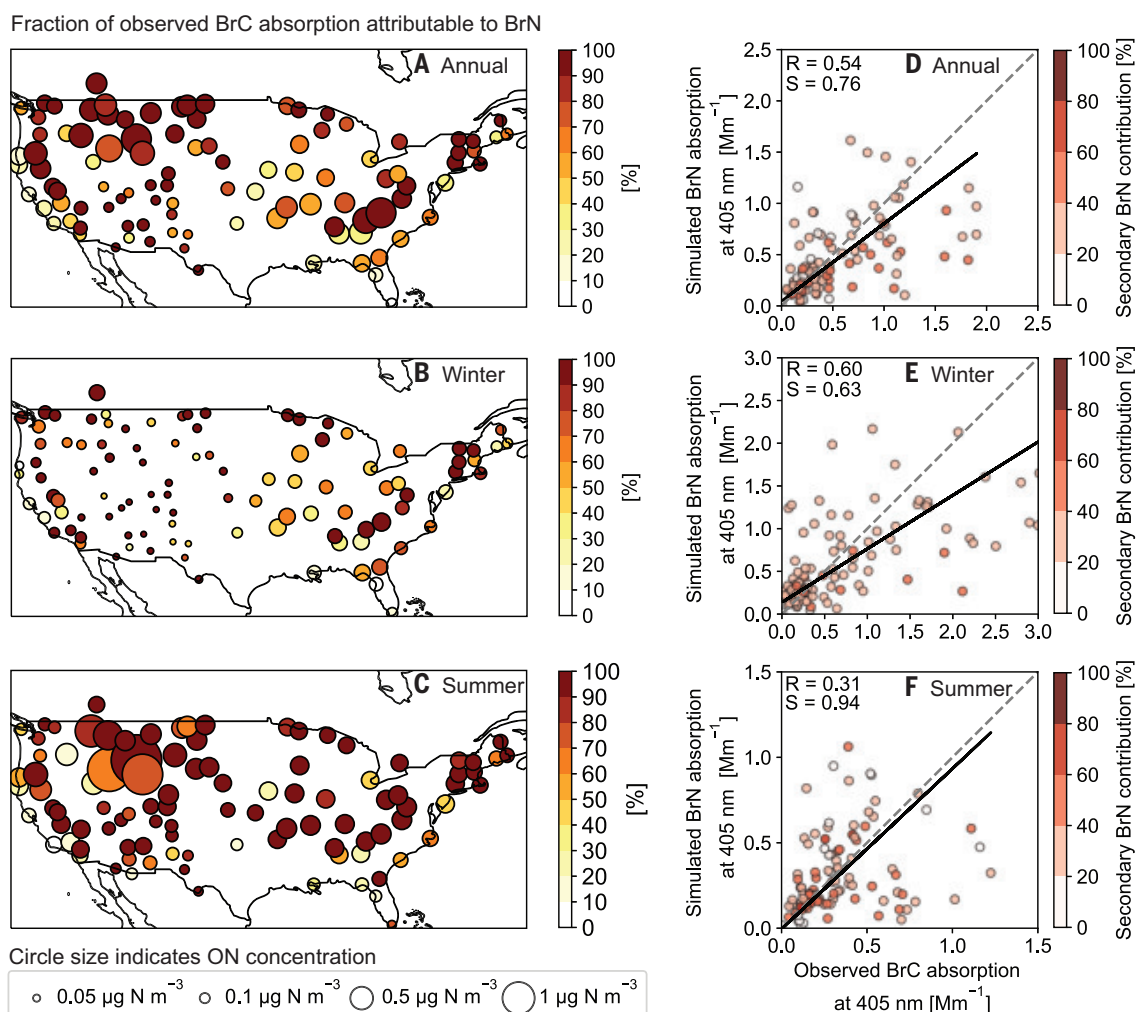 Fraction of observed BrC absorption attributable to BrN
A Annual
100
90
80
70
60
50
40
30
20
10
0
[%]
D Annual
R = 0.54
S = 0.76
2.5
2.0
1.5
1.0
0.5
0.0
Simulated BrN absorption
at 405 nm [Mm⁻¹]
0.0 0.5 1.0 1.5 2.0 2.5
100
80
60
40
20
0
Secondary BrN contribution [%]
B Winter
100
90
80
70
60
50
40
30
20
10
0
[%]
E Winter
R = 0.60
S = 0.63
3.0
2.5
2.0
1.5
1.0
0.5
0.0
Simulated BrN absorption
at 405 nm [Mm⁻¹]
0.0 0.5 1.0 1.5 2.0 2.5 3.0
100
80
60
40
20
0
Secondary BrN contribution [%]
C Summer
100
90
80
70
60
50
40
30
20
10
0
[%]
F Summer
R = 0.31
S = 0.94
1.5
1.0
0.5
0.0
Simulated BrN absorption
at 405 nm [Mm⁻¹]
0.0 0.5 1.0 1.5
Observed BrC absorption
at 405 nm [Mm⁻¹]
100
80
60
40
20
0
Secondary BrN contribution [%]
Circle size indicates ON concentration
0.05 µg N m⁻³ 0.1 µg N m⁻³ 0.5 µg N m⁻³ 1 µg N m⁻³